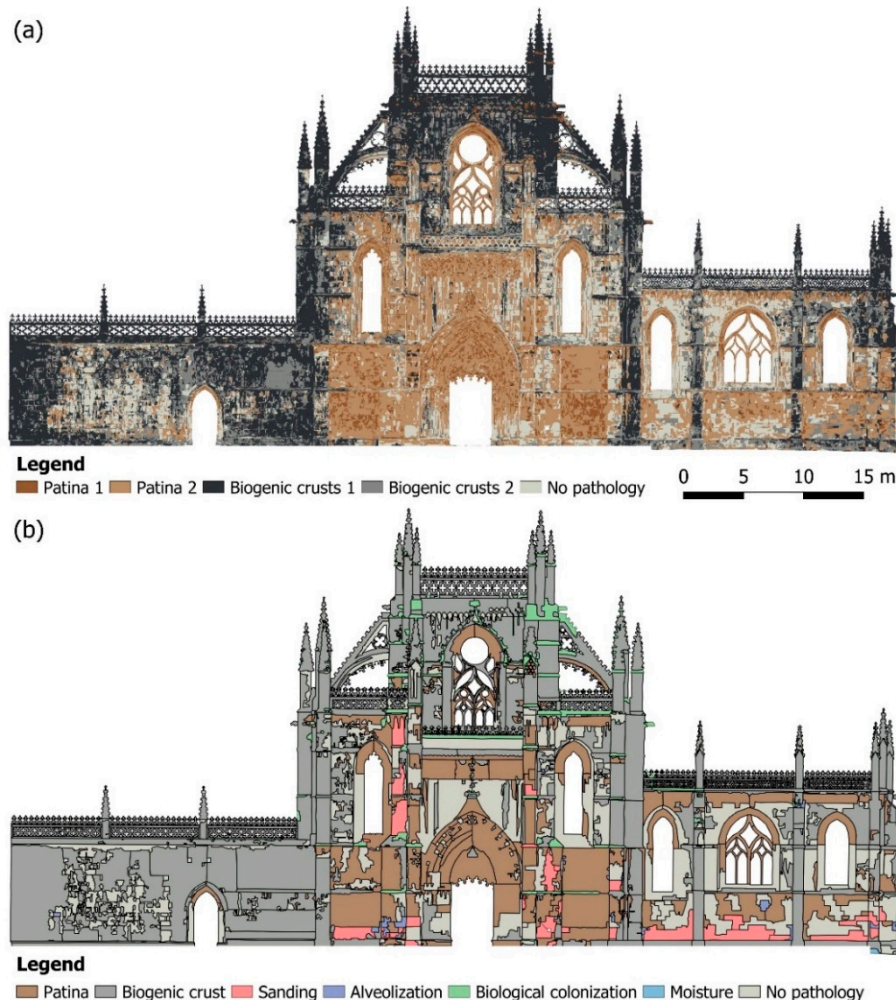 (a)
Legend
Patina 1 Patina 2 Biogenic crusts 1 Biogenic crusts 2 No pathology
0 5 10 15 m
(b)
Legend
Patina Biogenic crust Sanding Alveolization Biological colonization Moisture No pathology